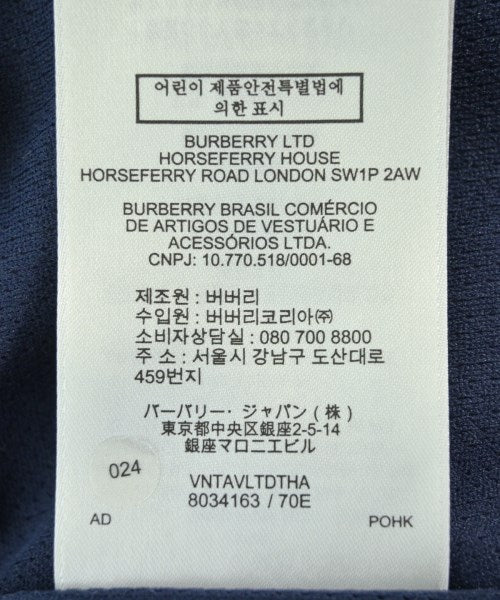 어린이 제품안전특별법에
의한 표시
BURBERRY LTD
HORSEFERRY HOUSE
HORSEFERRY ROAD LONDON SW1P 2AW
BURBERRY BRASIL COMÉRCIO
DE ARTIGOS DE VESTUÁRIO E
ACESSÓRIOS LTDA.
CNPJ: 10.770.518/0001-68
제조원 : 버버리
수입원 : 버버리코리아㈜
소비자상담실 : 080 700 8800
주 소 : 서울시 강남구 도산대로
459번지
バーバリー・ジャパン ( 株 )
東京都中央区銀座2-5-14
銀座マロニエビル
024
VNTAVLTDTHA
8034163 / 70E
AD POHK